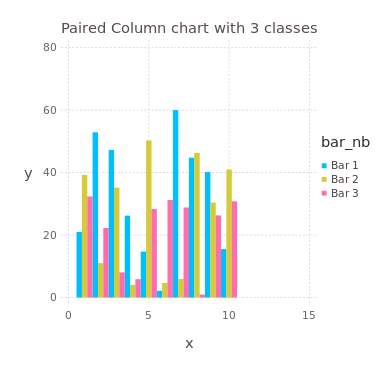 Paired Column chart with 3 classes
80
60
40
20
0
y
0 5 10 15
x
bar_nb
Bar 1
Bar 2
Bar 3